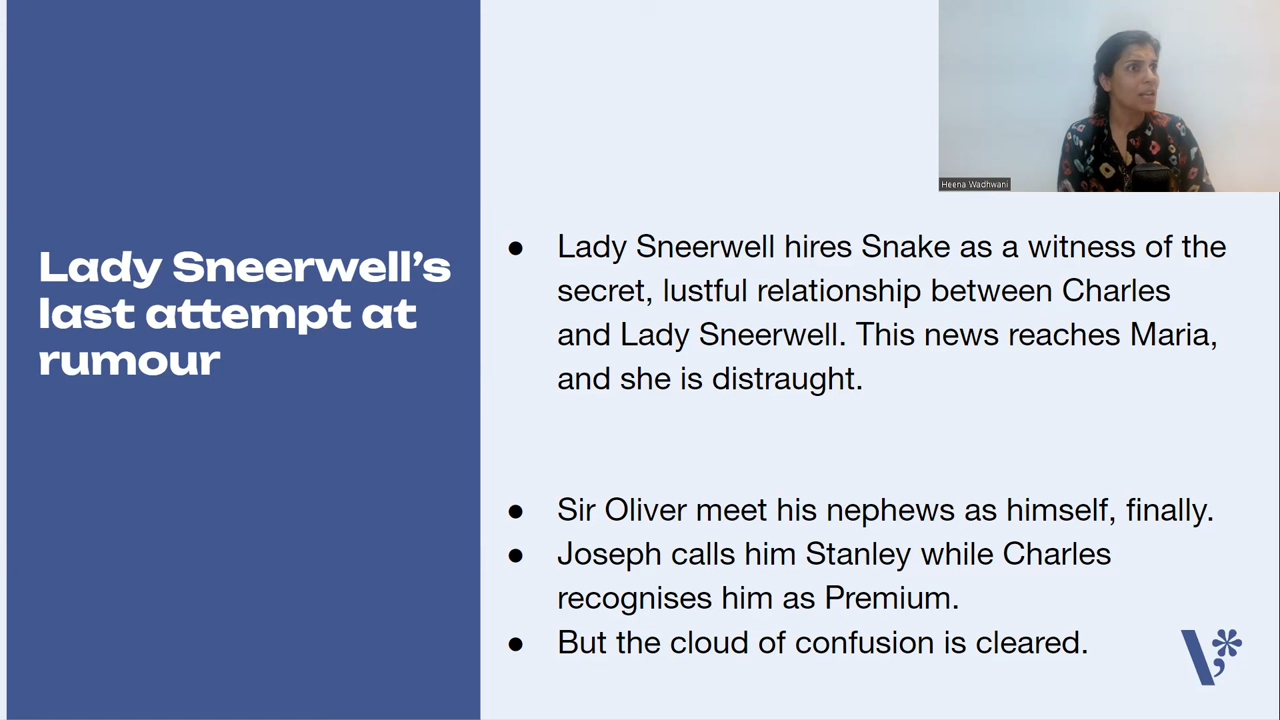 Heena Wadhwani
Lady Sneerwell's
last attempt at
rumour
● Lady Sneerwell hires Snake as a witness of the
secret, lustful relationship between Charles
and Lady Sneerwell. This news reaches Maria,
and she is distraught.
● Sir Oliver meet his nephews as himself, finally.
● Joseph calls him Stanley while Charles
recognises him as Premium.
● But the cloud of confusion is cleared.